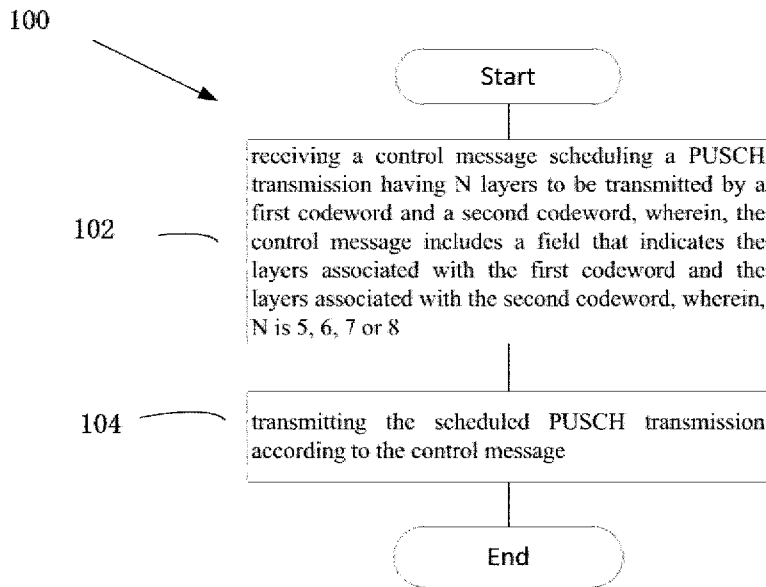 100
Start
102
receiving a control message scheduling a PUSCH
transmission having N layers to be transmitted by a
first codeword and a second codeword, wherein, the
control message includes a field that indicates the
layers associated with the first codeword and the
layers associated with the second codeword, wherein,
N is 5, 6, 7 or 8
104
transmitting the scheduled PUSCH transmission
according to the control message
End